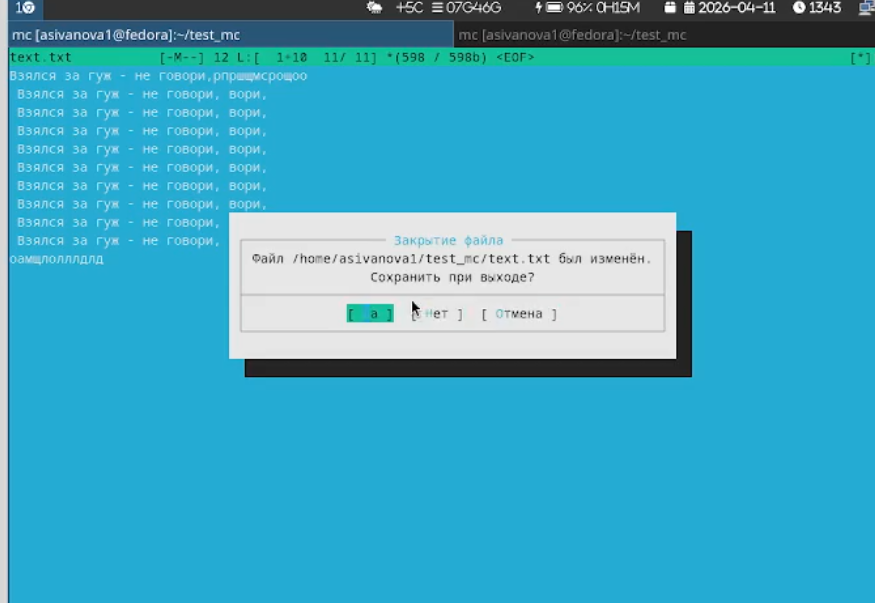 1 +5C 07G46G 96% 0H15M 2026-04-11 1343
mc [asivanova1@fedora]:~/test_mc mc [asivanova1@fedora]:~/test_mc
text.txt [-M--] 12 L:[ 1+10 11/ 11] *(598 / 598b) <EOF> [*]
Взялся за гуж - не говори,рпршщмсрощоо
Взялся за гуж - не говори, вори,
Взялся за гуж - не говори, вори,
Взялся за гуж - не говори, вори,
Взялся за гуж - не говори, вори,
Взялся за гуж - не говори, вори,
Взялся за гуж - не говори, вори,
Взялся за гуж - не говори, вори,
Взялся за гуж - не говори,
Взялся за гуж - не говори,
оамщлоллдлд
Закрытие файла
Файл /home/asivanova1/test_mc/text.txt был изменён.
Сохранить при выходе?
[ а ] [ Нет ] [ Отмена ]